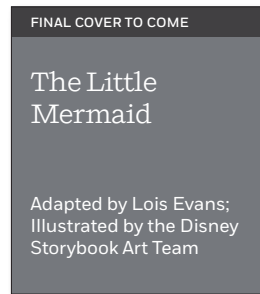 FINAL COVER TO COME
The Little
Mermaid
Adapted by Lois Evans;
Illustrated by the Disney
Storybook Art Team